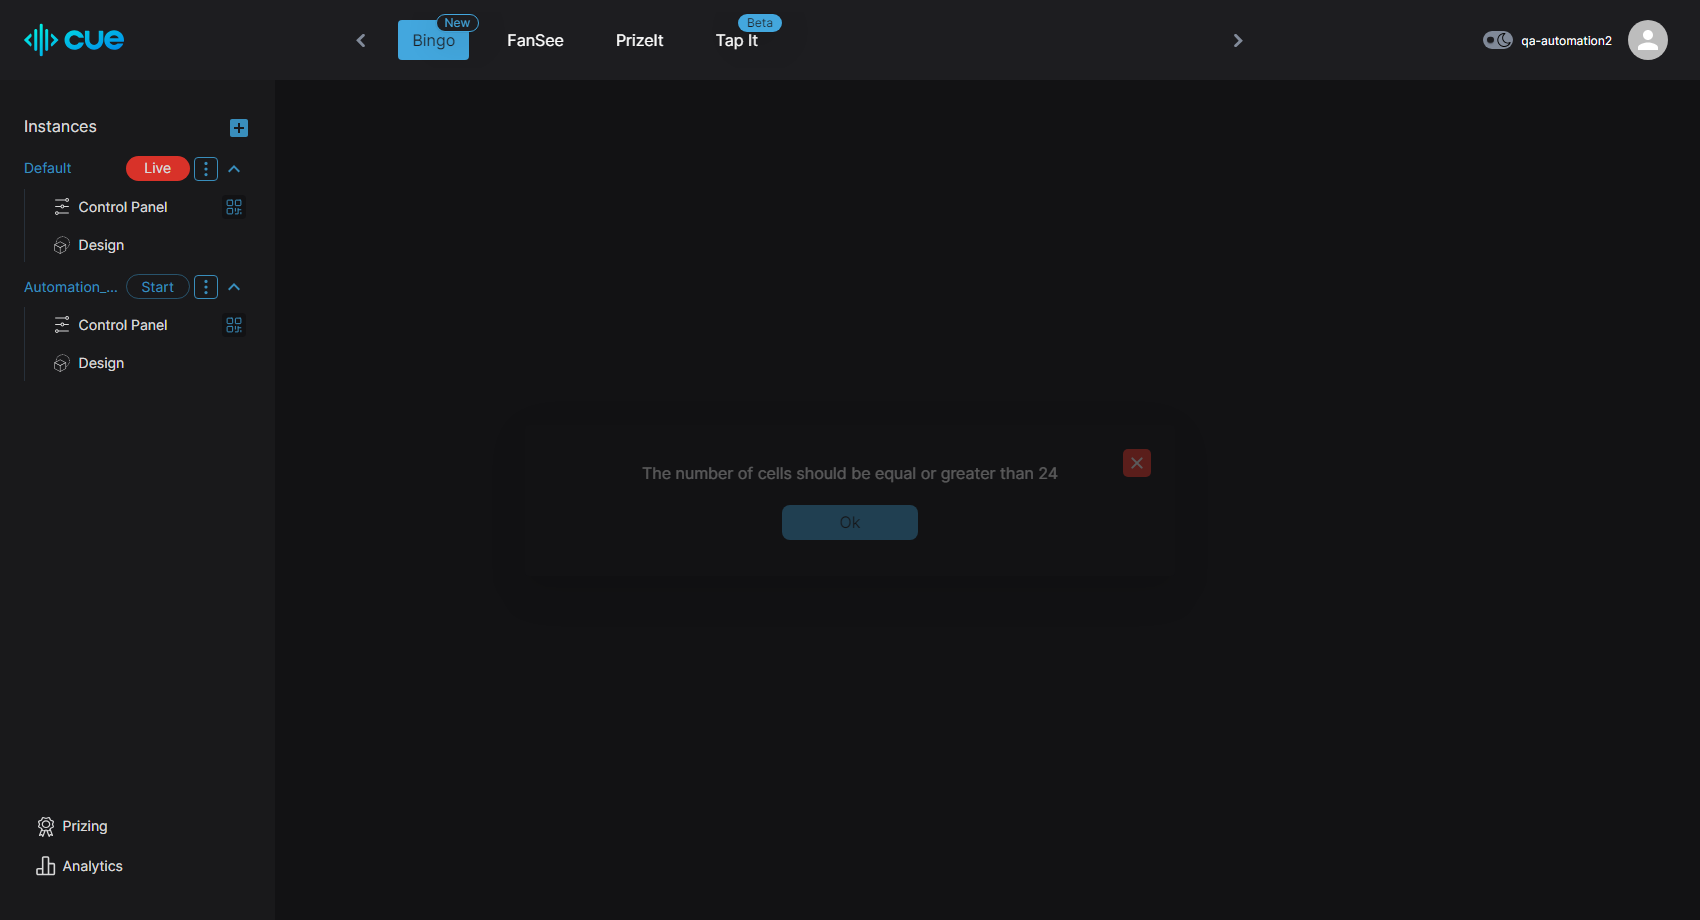 cue
Bingo
New
FanSee
PrizeIt
Tap It
Beta
qa-automation2
Instances
Default
Live
Control Panel
Design
Automation_...
Start
Control Panel
Design
The number of cells should be equal or greater than 24
Ok
Prizing
Analytics